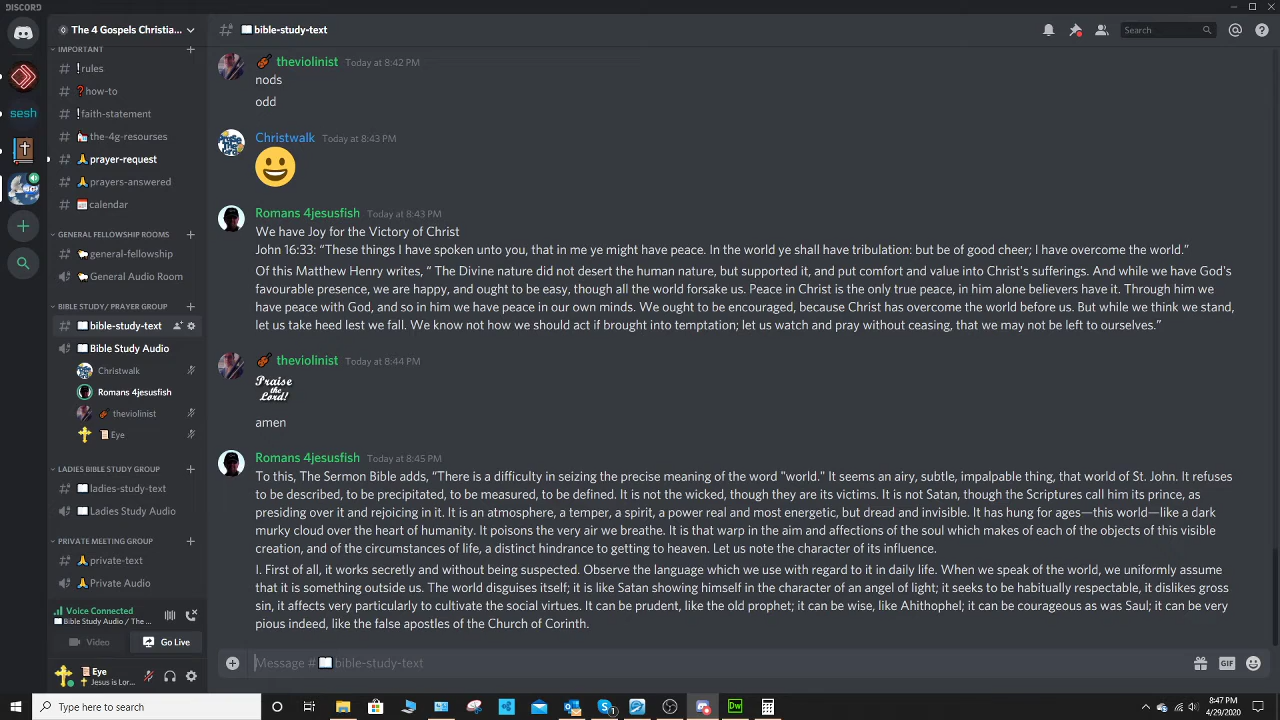 DISCORD
The 4 Gospels Christia...
IMPORTANT
rules
how-to
faith-statement
the-4g-resourses
prayer-request
prayers-answered
calendar
GENERAL FELLOWSHIP ROOMS
general-fellowship
General Audio Room
BIBLE STUDY/ PRAYER GROUP
bible-study-text
Bible Study Audio
Christwalk
Romans 4jesusfish
theviolinist
Eye
LADIES BIBLE STUDY GROUP
ladies-study-text
Ladies Study Audio
PRIVATE MEETING GROUP
private-text
Private Audio
Voice Connected
Bible Study Audio / The ...
Video
Go Live
Eye
Jesus is Lor...
sesh
bible-study-text
Search
theviolinist Today at 8:42 PM
nods
odd
Christwalk Today at 8:43 PM
Romans 4jesusfish Today at 8:43 PM
We have Joy for the Victory of Christ
John 16:33: “These things I have spoken unto you, that in me ye might have peace. In the world ye shall have tribulation: but be of good cheer; I have overcome the world.”
Of this Matthew Henry writes, “ The Divine nature did not desert the human nature, but supported it, and put comfort and value into Christ's sufferings. And while we have God's
favourable presence, we are happy, and ought to be easy, though all the world forsake us. Peace in Christ is the only true peace, in him alone believers have it. Through him we
have peace with God, and so in him we have peace in our own minds. We ought to be encouraged, because Christ has overcome the world before us. But while we think we stand,
let us take heed lest we fall. We know not how we should act if brought into temptation; let us watch and pray without ceasing, that we may not be left to ourselves.”
theviolinist Today at 8:44 PM
Praise
the
Lord!
amen
Romans 4jesusfish Today at 8:45 PM
To this, The Sermon Bible adds, “There is a difficulty in seizing the precise meaning of the word "world." It seems an airy, subtle, impalpable thing, that world of St. John. It refuses
to be described, to be precipitated, to be measured, to be defined. It is not the wicked, though they are its victims. It is not Satan, though the Scriptures call him its prince, as
presiding over it and rejoicing in it. It is an atmosphere, a temper, a spirit, a power real and most energetic, but dread and invisible. It has hung for ages—this world—like a dark
murky cloud over the heart of humanity. It poisons the very air we breathe. It is that warp in the aim and affections of the soul which makes of each of the objects of this visible
creation, and of the circumstances of life, a distinct hindrance to getting to heaven. Let us note the character of its influence.
I. First of all, it works secretly and without being suspected. Observe the language which we use with regard to it in daily life. When we speak of the world, we uniformly assume
that it is something outside us. The world disguises itself; it is like Satan showing himself in the character of an angel of light; it seeks to be habitually respectable, it dislikes gross
sin, it affects very particularly to cultivate the social virtues. It can be prudent, like the old prophet; it can be wise, like Ahithophel; it can be courageous as was Saul; it can be very
pious indeed, like the false apostles of the Church of Corinth.
Message # bible-study-text
GIF
Type here to search
Dw
8:47 PM
4/29/2020